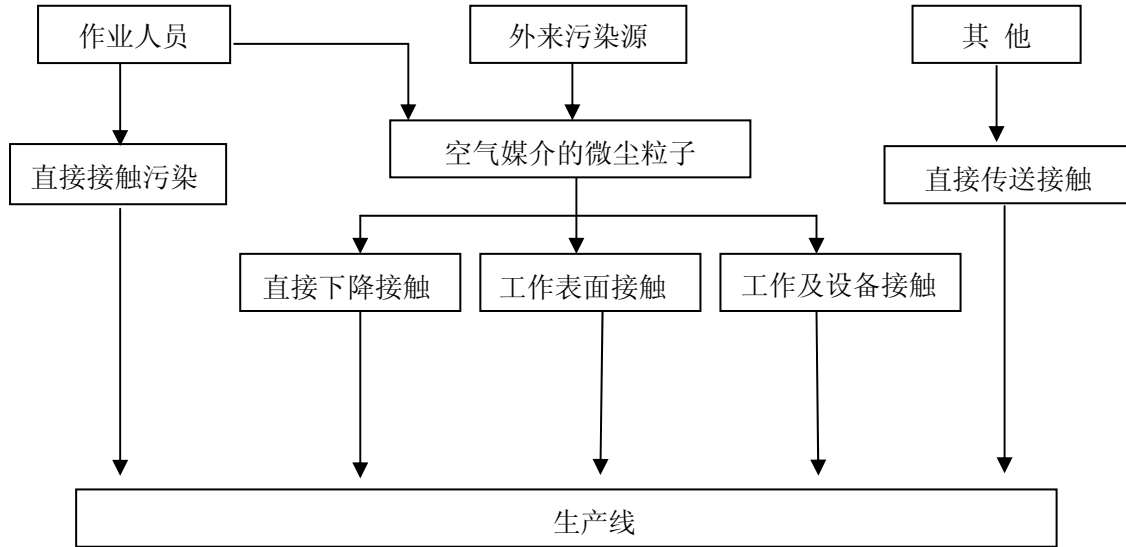 作业人员
外来污染源
其 他
直接接触污染
空气媒介的微尘粒子
直接传送接触
直接下降接触
工作表面接触
工作及设备接触
生产线